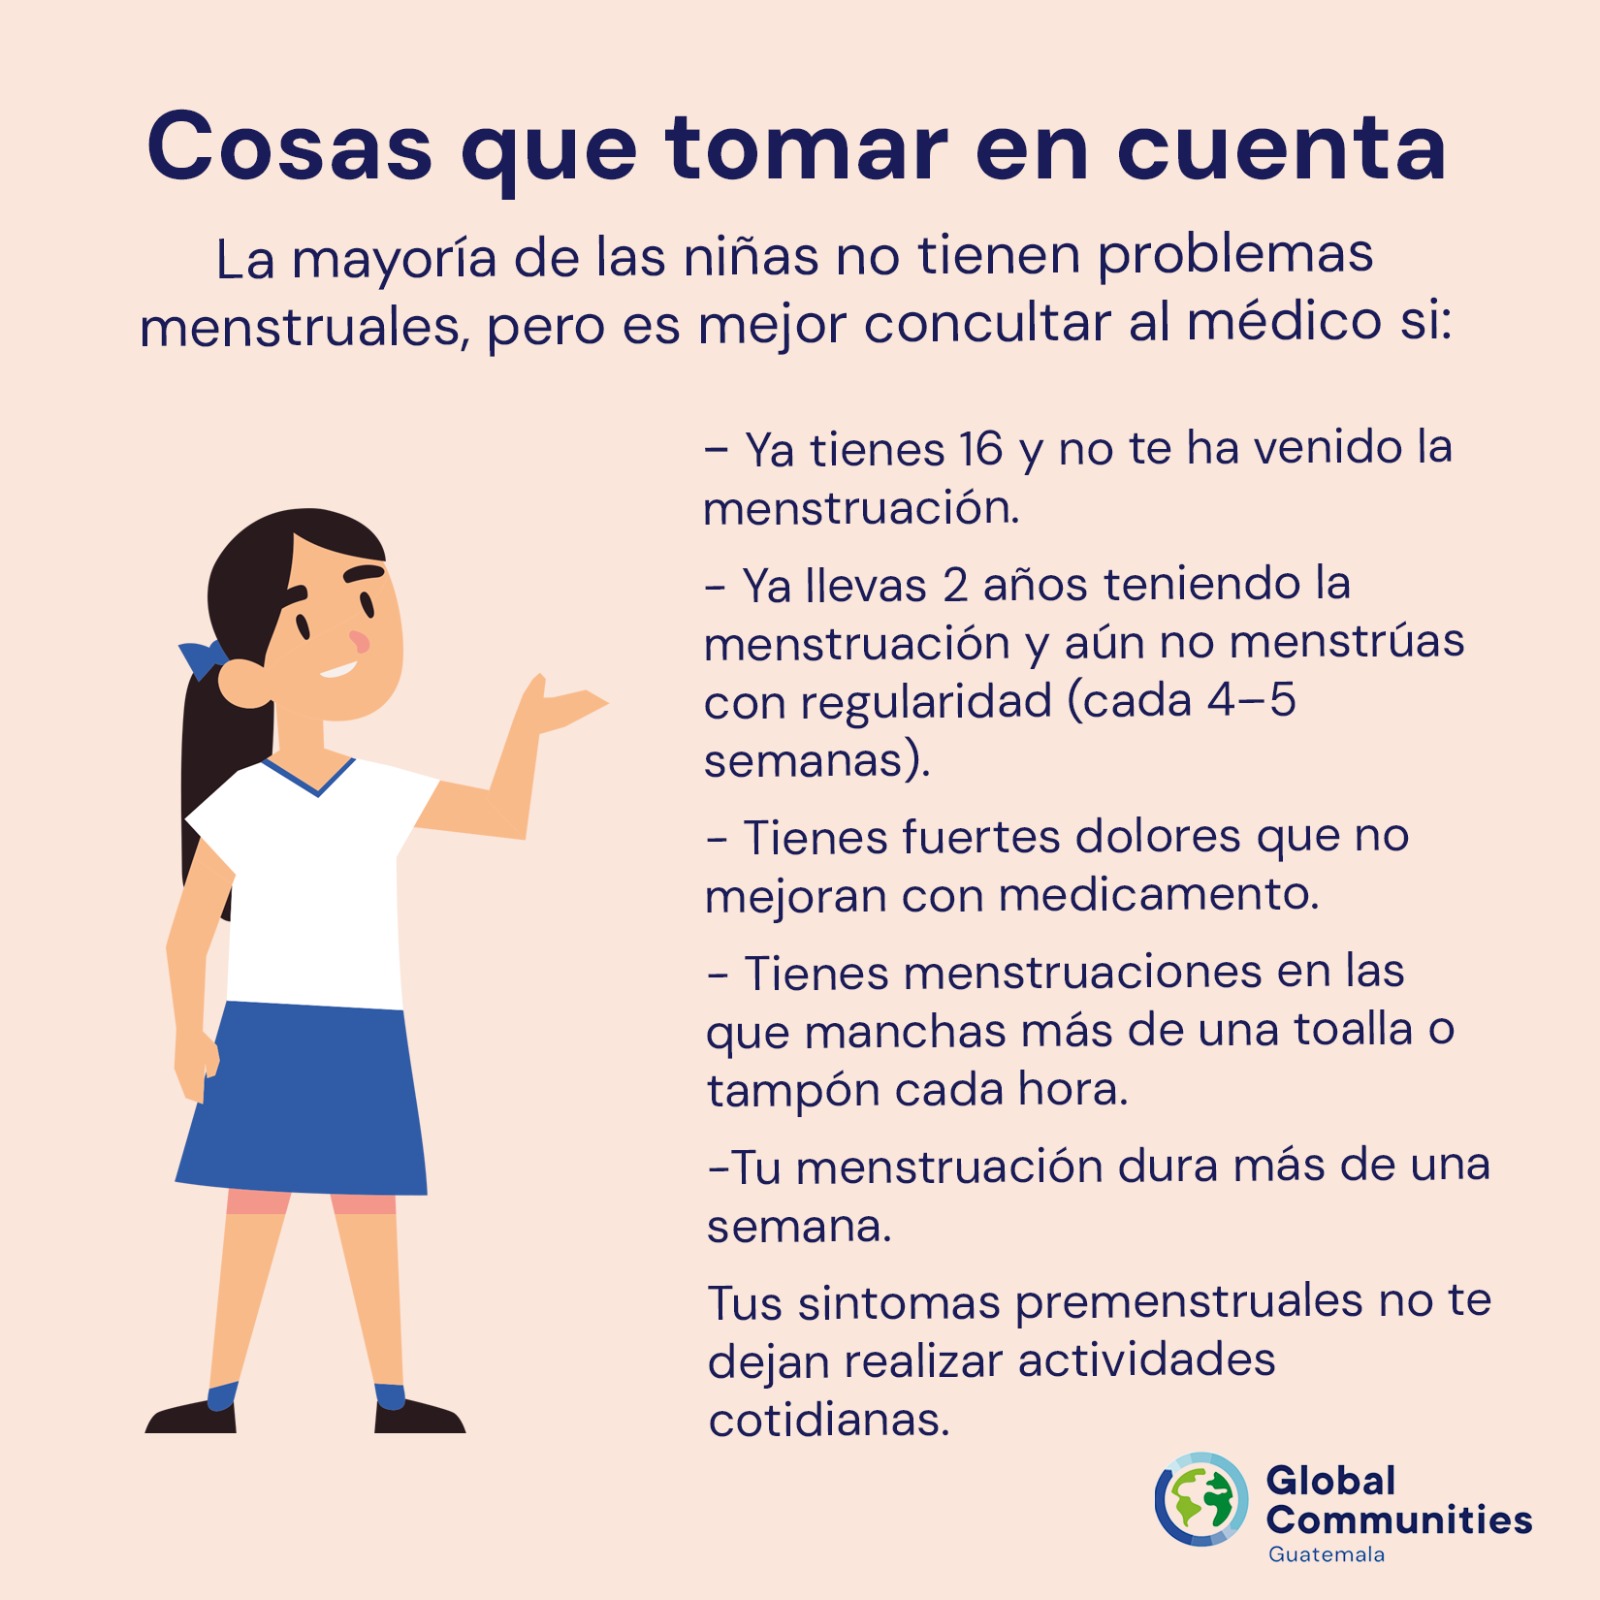 Cosas que tomar en cuenta
La mayoría de las niñas no tienen problemas
menstruales, pero es mejor concultar al médico si:
– Ya tienes 16 y no te ha venido la
menstruación.
- Ya llevas 2 años teniendo la
menstruación y aún no menstrúas
con regularidad (cada 4–5
semanas).
- Tienes fuertes dolores que no
mejoran con medicamento.
- Tienes menstruaciones en las
que manchas más de una toalla o
tampón cada hora.
-Tu menstruación dura más de una
semana.
Tus sintomas premenstruales no te
dejan realizar actividades
cotidianas.
Global
Communities
Guatemala